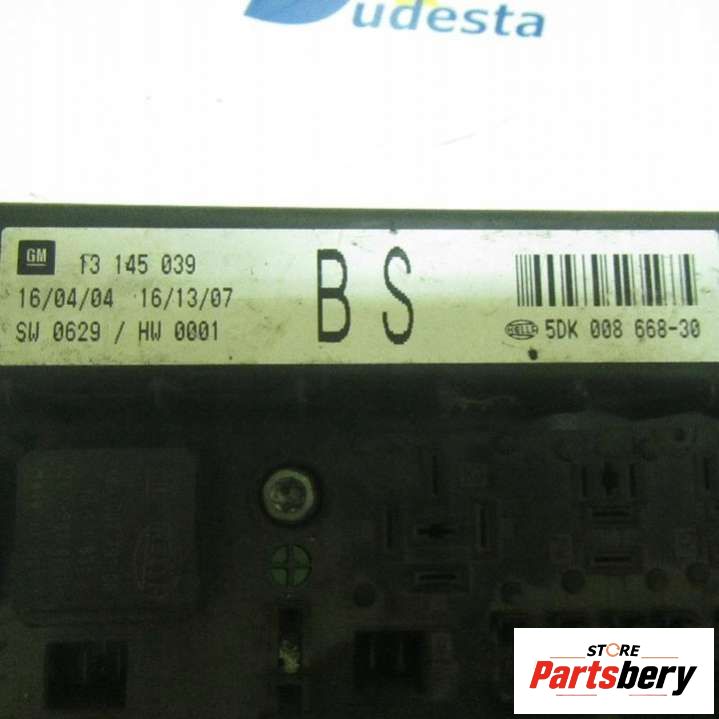 udesta
GM 13 145 039
16/04/04 16/13/07
SW 0629 / HW 0001
B S
HELLA 5DK 008 668-30
STORE
Partsbery